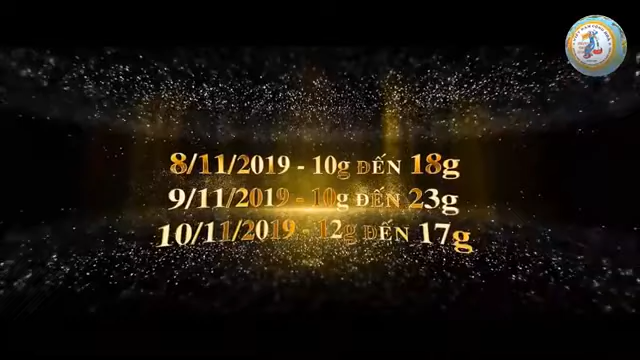 8/11/2019 - 10g ĐẾN 18g
9/11/2019 - 10g ĐẾN 23g
10/11/2019 - 12g ĐẾN 17g